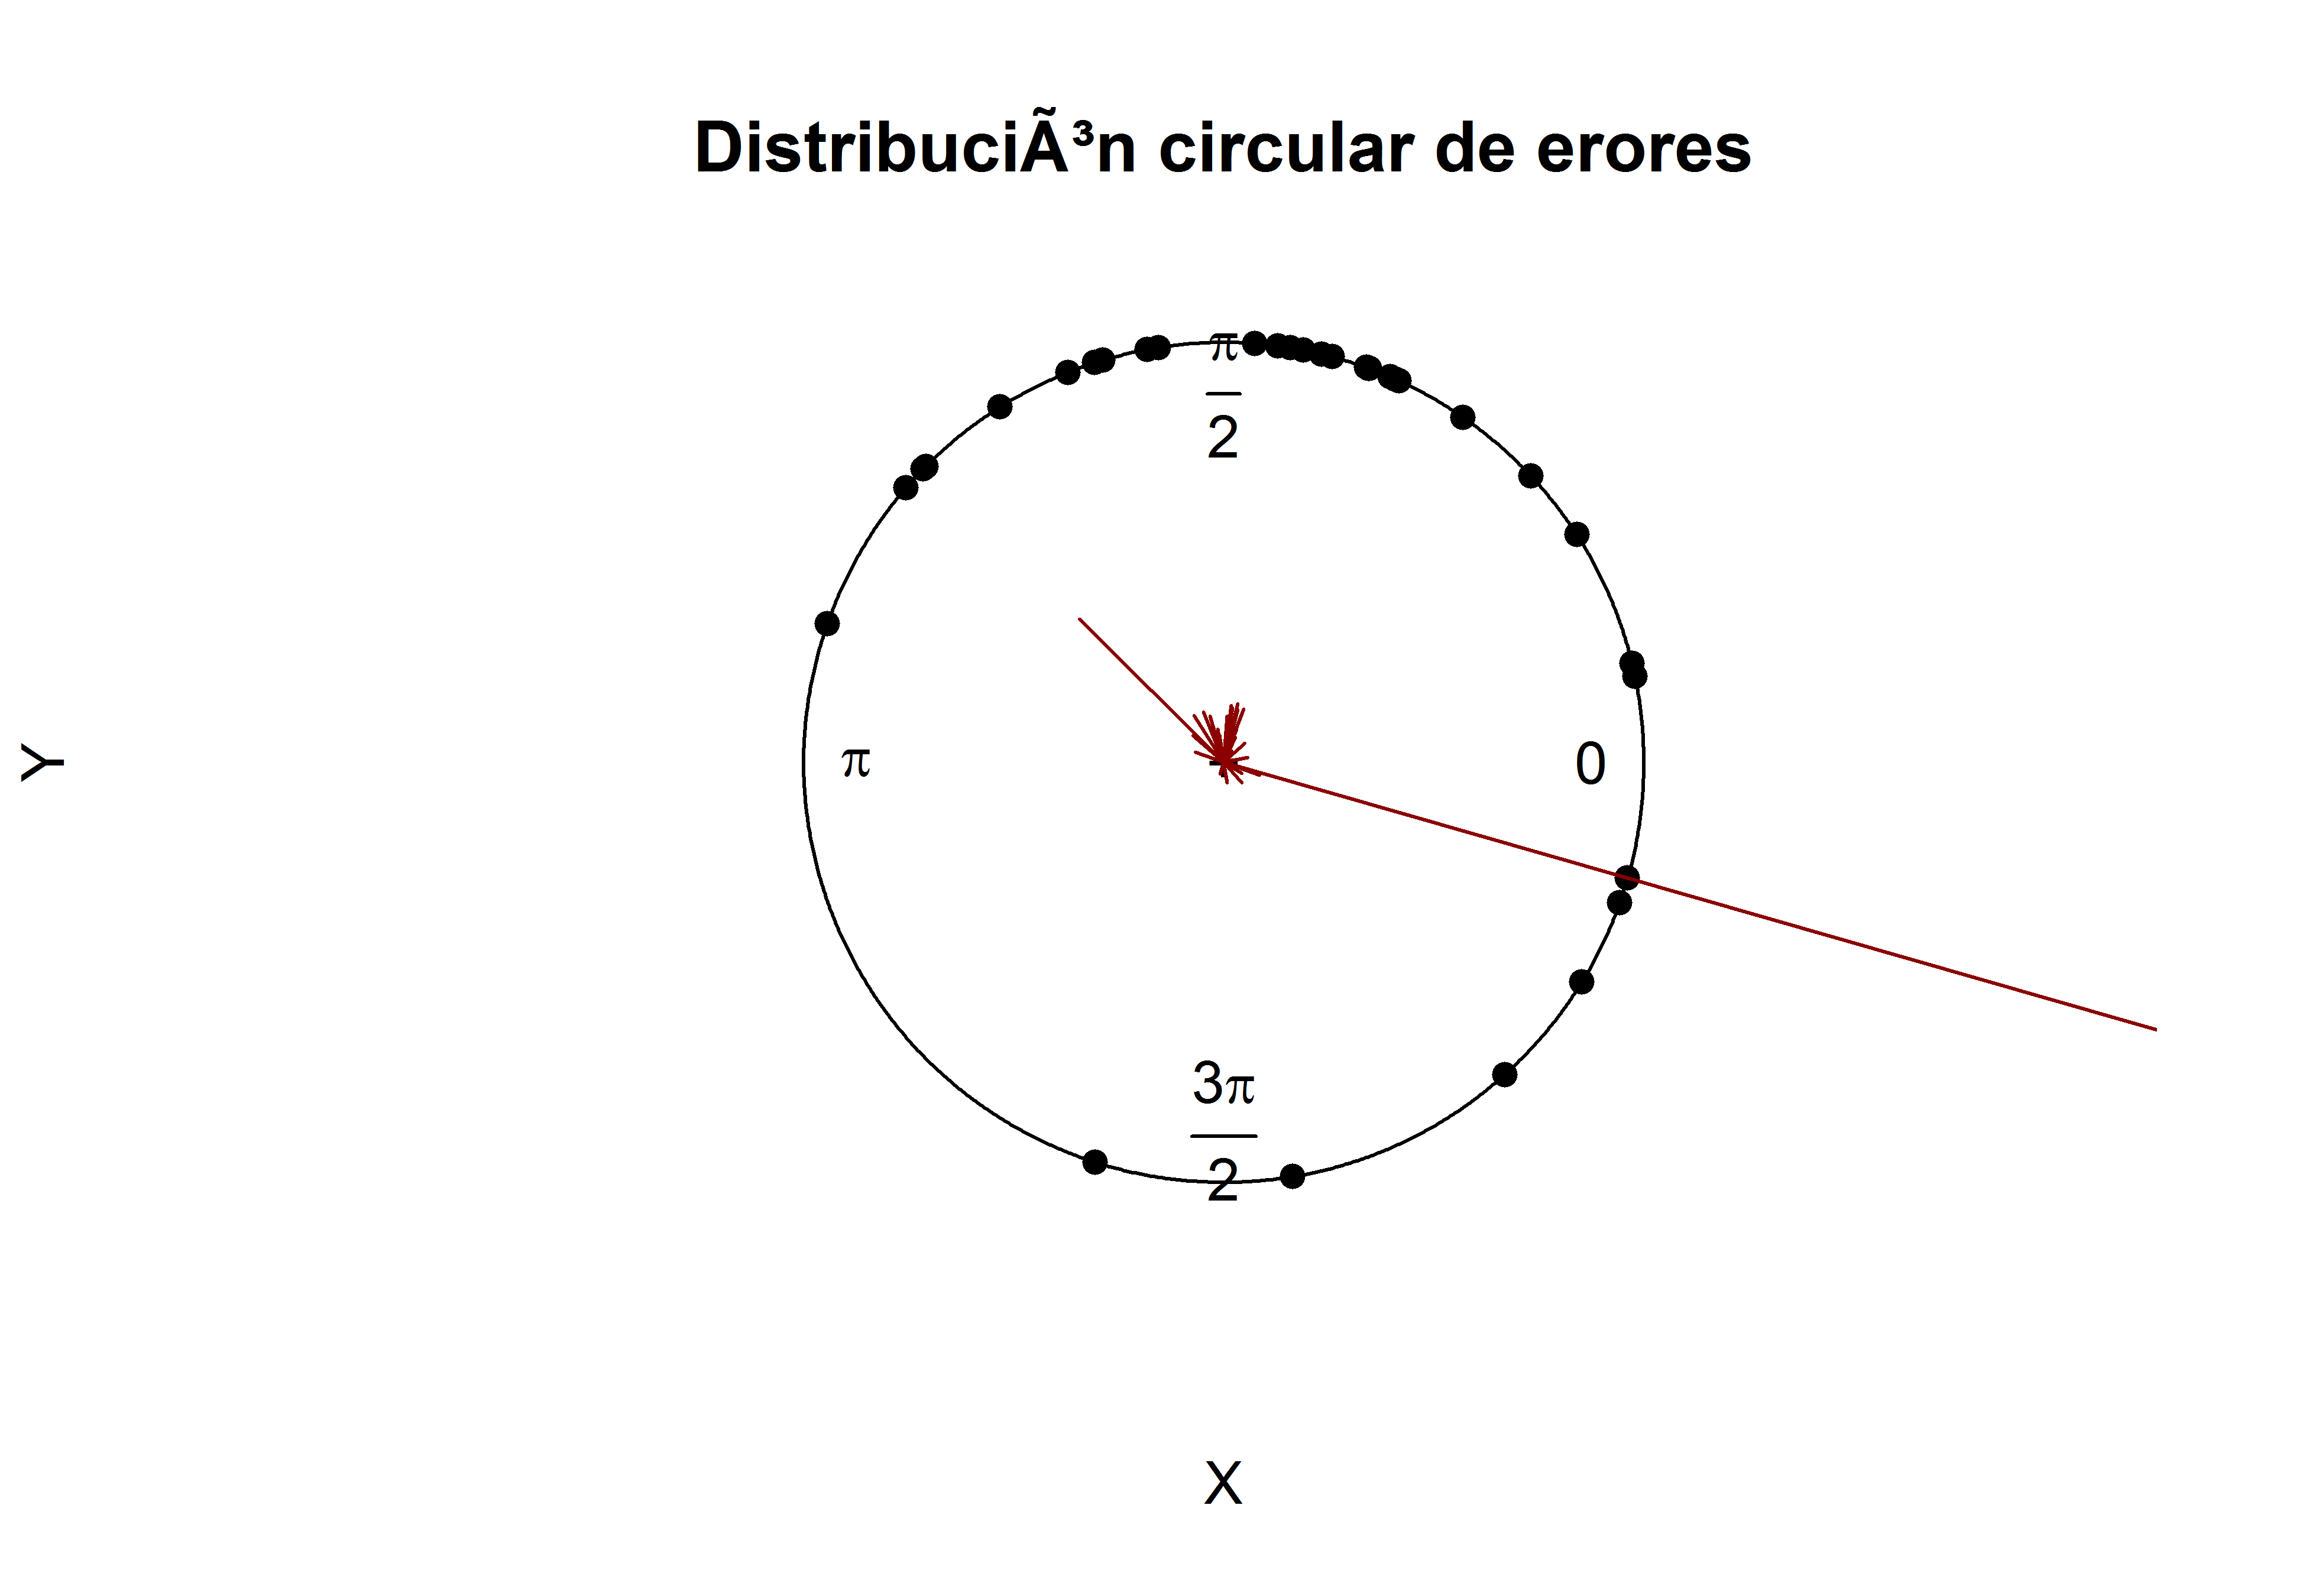 DistribuciÃ³n circular de erores
π
2
Y
π
+
0
3π
2
X